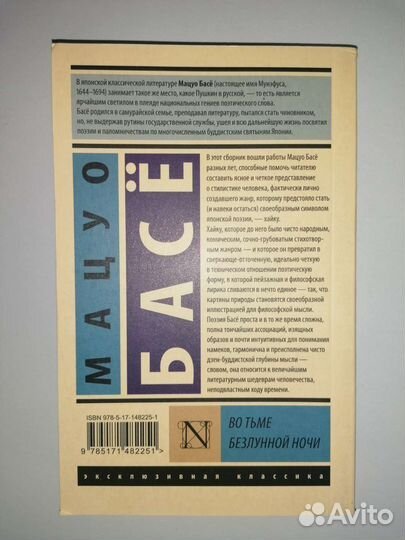 В японской классической литературе Мацуо Басё (настоящее имя Мунэфуса,
1644–1694) занимает такое же место, как Пушкин в русской, — то есть является
ярчайшим светилом в плеяде национальных гениев поэтического слова.
Басё родился в самурайской семье, преподавал литературу, пытался стать чиновником,
но, не выдержав рутины государственной службы, ушел и всю дальнейшую жизнь посвятил
поэзии и паломничествам по многочисленным буддистским святыням Японии.
МАЦУО
БАСЁ
В этот сборник вошли работы Мацуо Басё
разных лет, способные помочь читателю
составить ясное и четкое представление
о стилистике человека, фактически лично
создавшего жанр, которому предстояло стать
(и навеки остаться) своеобразным символом
японской поэзии, — хайку.
Хайку, которое до него было чисто народным,
комическим, сочно-грубоватым стихотвор-
ным жанром — и которое он превратил в
сверкающе-отточенную, идеально четкую
в техническом отношении поэтическую
форму, в которой пейзажная и философская
лирика сливаются в нечто единое — так, что
картины природы становятся своеобразной
иллюстрацией для философской мысли.
Поэзия Басё проста и в то же время сложна,
полна тончайших ассоциаций, изящных
образов и почти интуитивных для понимания
намеков, гармонична и преисполнена чисто
дзен-буддистской глубины мысли —
словом, она относится к величайшим
литературным шедеврам человечества,
неподвластным ходу времени.
ISBN 978-5-17-148225-1
9 785171 482251 >
N
ВО ТЬМЕ
БЕЗЛУННОЙ НОЧИ
эксклюзивная классика
Avito